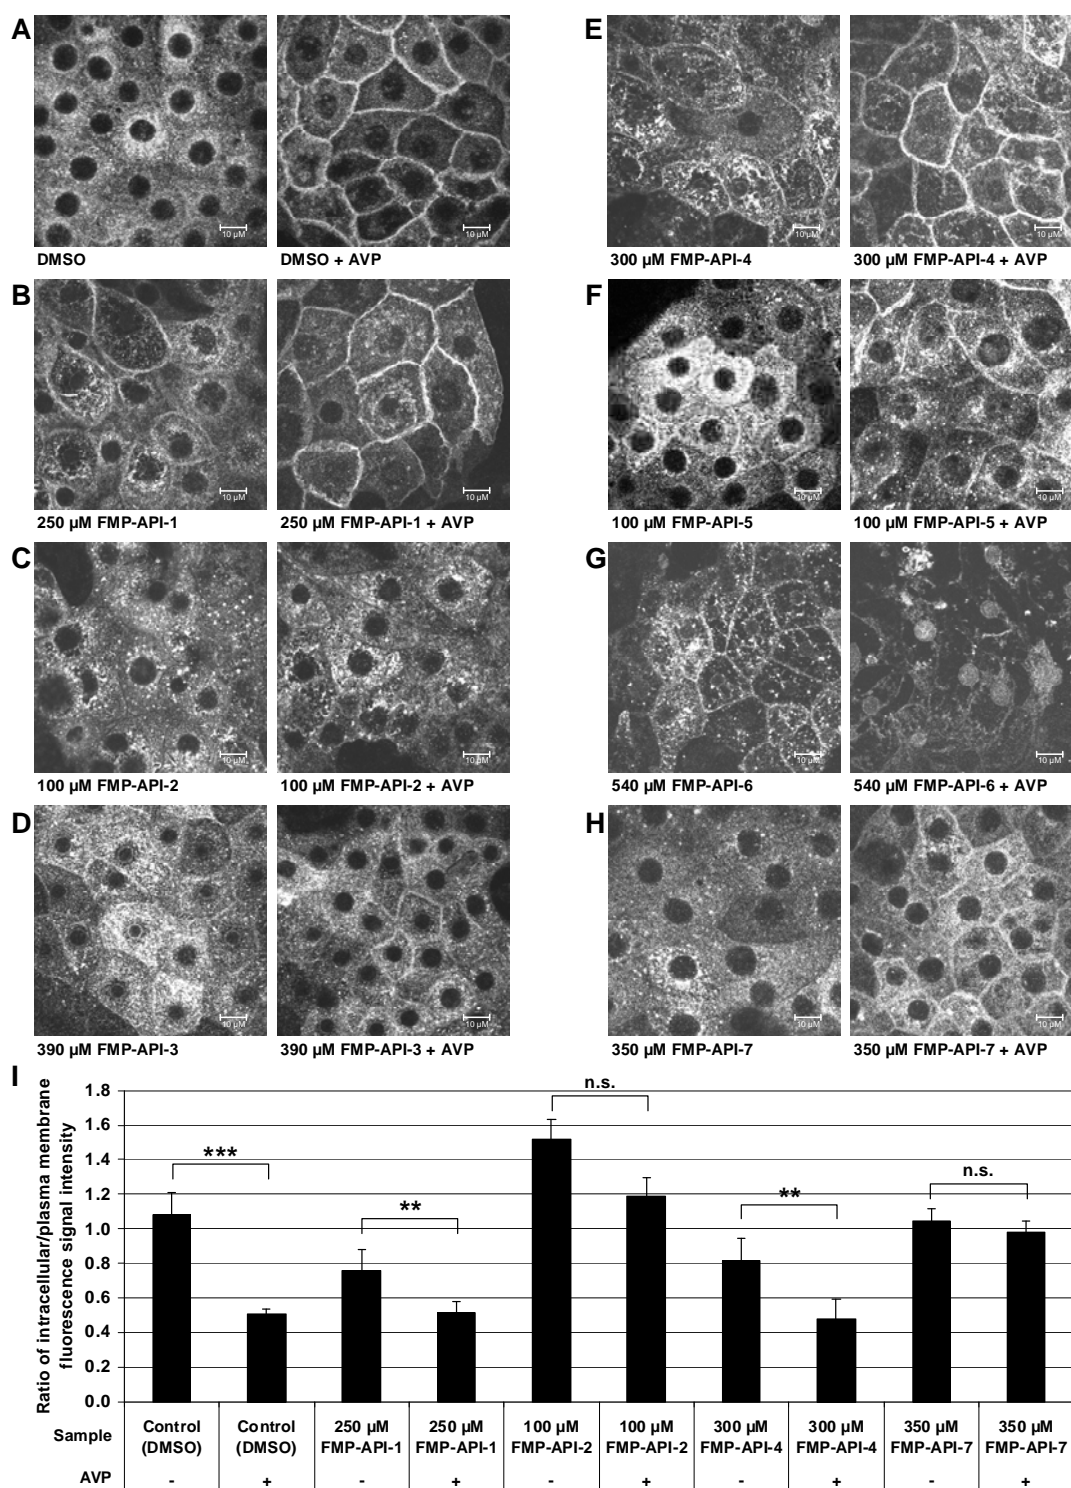 A
E
10 µM
10 µM
10 µM
10 µM
DMSO
DMSO + AVP
300 µM FMP-API-4
300 µM FMP-API-4 + AVP
B
F
10 µM
10 µM
10 µM
10 µM
250 µM FMP-API-1
250 µM FMP-API-1 + AVP
100 µM FMP-API-5
100 µM FMP-API-5 + AVP
C
G
10 µM
10 µM
10 µM
10 µM
100 µM FMP-API-2
100 µM FMP-API-2 + AVP
540 µM FMP-API-6
540 µM FMP-API-6 + AVP
D
H
10 µM
10 µM
10 µM
10 µM
390 µM FMP-API-3
390 µM FMP-API-3 + AVP
350 µM FMP-API-7
350 µM FMP-API-7 + AVP
I
Ratio of intracellular/plasma membrane
fluorescence signal intensity
1.8
1.6
1.4
1.2
1.0
0.8
0.6
0.4
0.2
0.0
***
**
n.s.
**
n.s.
Sample
Control
(DMSO)
Control
(DMSO)
250 µM
FMP-API-1
250 µM
FMP-API-1
100 µM
FMP-API-2
100 µM
FMP-API-2
300 µM
FMP-API-4
300 µM
FMP-API-4
350 µM
FMP-API-7
350 µM
FMP-API-7
AVP - + - + - + - + - +